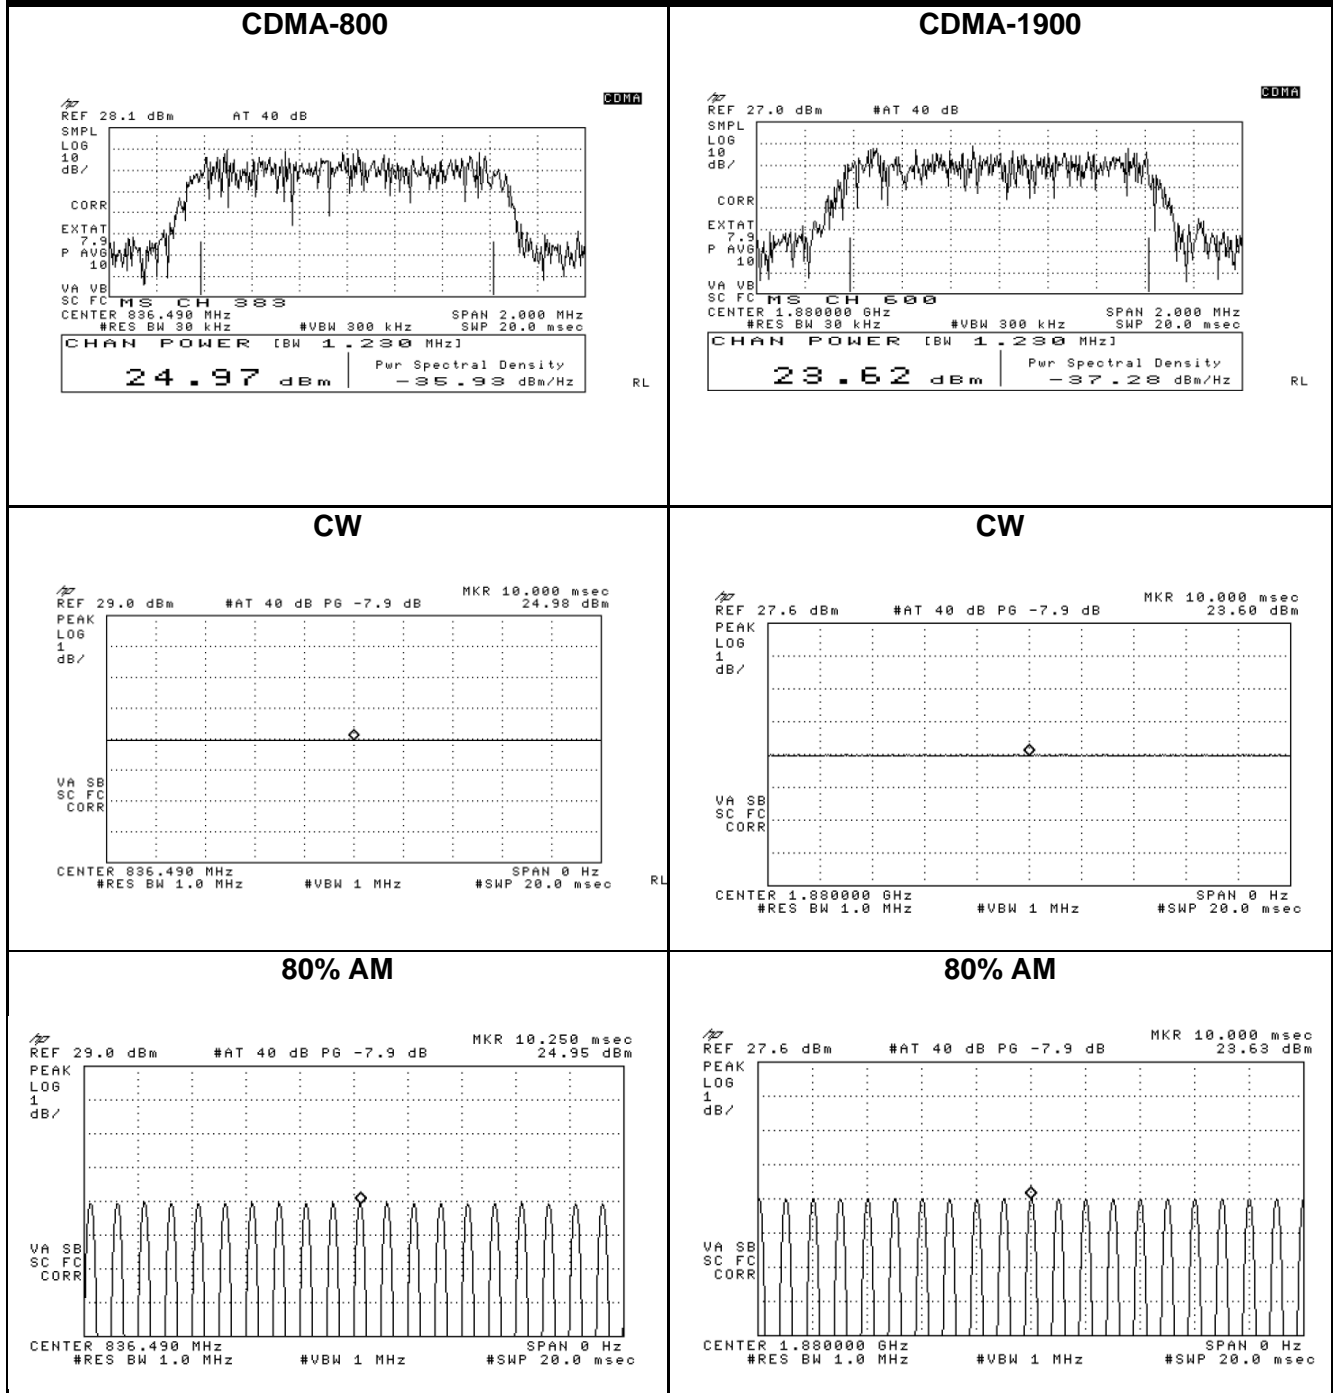 CDMA-800
CDMA
hp
REF 28.1 dBm AT 40 dB
SMPL
LOG
10
dB/
CORR
EXTAT
7.9
P AVG
10
VA VB
SC FC MS CH 383
CENTER 836.490 MHz SPAN 2.000 MHz
#RES BW 30 kHz #VBW 300 kHz SWP 20.0 msec
CHAN POWER [BW 1.230 MHz]
Pwr Spectral Density
24.97 dBm -35.93 dBm/Hz
RL
CDMA-1900
CDMA
hp
REF 27.0 dBm #AT 40 dB
SMPL
LOG
10
dB/
CORR
EXTAT
7.9
P AVG
10
VA VB
SC FC MS CH 600
CENTER 1.880000 GHz SPAN 2.000 MHz
#RES BW 30 kHz #VBW 300 kHz SWP 20.0 msec
CHAN POWER [BW 1.230 MHz]
Pwr Spectral Density
23.62 dBm -37.28 dBm/Hz
RL
CW
hp MKR 10.000 msec
REF 29.0 dBm #AT 40 dB PG -7.9 dB 24.98 dBm
PEAK
LOG
1
dB/
VA SB
SC FC
CORR
CENTER 836.490 MHz SPAN 0 Hz
#RES BW 1.0 MHz #VBW 1 MHz #SWP 20.0 msec
RL
CW
hp MKR 10.000 msec
REF 27.6 dBm #AT 40 dB PG -7.9 dB 23.60 dBm
PEAK
LOG
1
dB/
VA SB
SC FC
CORR
CENTER 1.880000 GHz SPAN 0 Hz
#RES BW 1.0 MHz #VBW 1 MHz #SWP 20.0 msec
80% AM
hp MKR 10.250 msec
REF 29.0 dBm #AT 40 dB PG -7.9 dB 24.95 dBm
PEAK
LOG
1
dB/
VA SB
SC FC
CORR
CENTER 836.490 MHz SPAN 0 Hz
#RES BW 1.0 MHz #VBW 1 MHz #SWP 20.0 msec
80% AM
hp MKR 10.000 msec
REF 27.6 dBm #AT 40 dB PG -7.9 dB 23.63 dBm
PEAK
LOG
1
dB/
VA SB
SC FC
CORR
CENTER 1.880000 GHz SPAN 0 Hz
#RES BW 1.0 MHz #VBW 1 MHz #SWP 20.0 msec